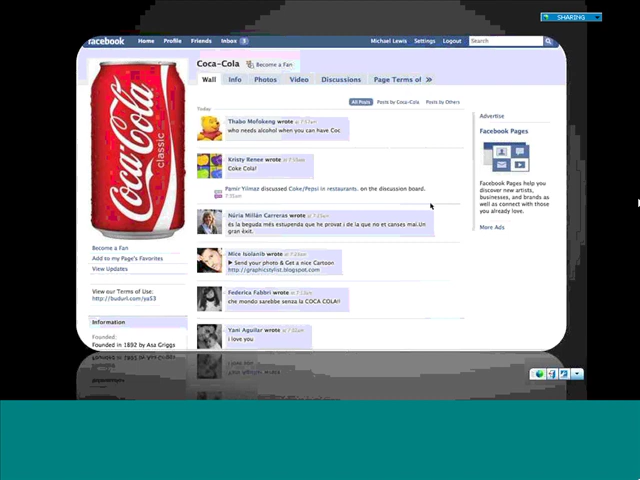 SHARING
facebook Home Profile Friends Inbox 3 Michael Lewis Settings Logout Search
Coca-Cola Become a Fan
Wall Info Photos Video Discussions Page Terms of »
Today
All Posts Posts by Coca-Cola Posts by Others
Thabo Mofokeng wrote
who needs alcohol when you can have Coc
Kristy Renee wrote
Coke Cola!
Pamir Yilmaz discussed Coke/Pepsi in restaurants. on the discussion board.
7:35am
Núria Millán Carreras wrote
és la beguda més estupenda que he provat i de la que no et canses mai.Un
gran èxit.
Mice Isalanib wrote
► Send your photo & Get a nice Cartoon
http://graphicstylist.blogspot.com
Federica Fabbri wrote
che mondo sarebbe senza la COCA COLA!!
Yani Aguilar wrote
i love you
Coca-Cola
classic
Become a Fan
Add to my Page's Favorites
View Updates
View our Terms of Use:
http://budurl.com/ya53
Information
Founded:
Founded in 1892 by Asa Griggs
Advertise
Facebook Pages
Facebook Pages help you
discover new artists,
businesses, and brands as
well as connect with those
you already love.
More Ads